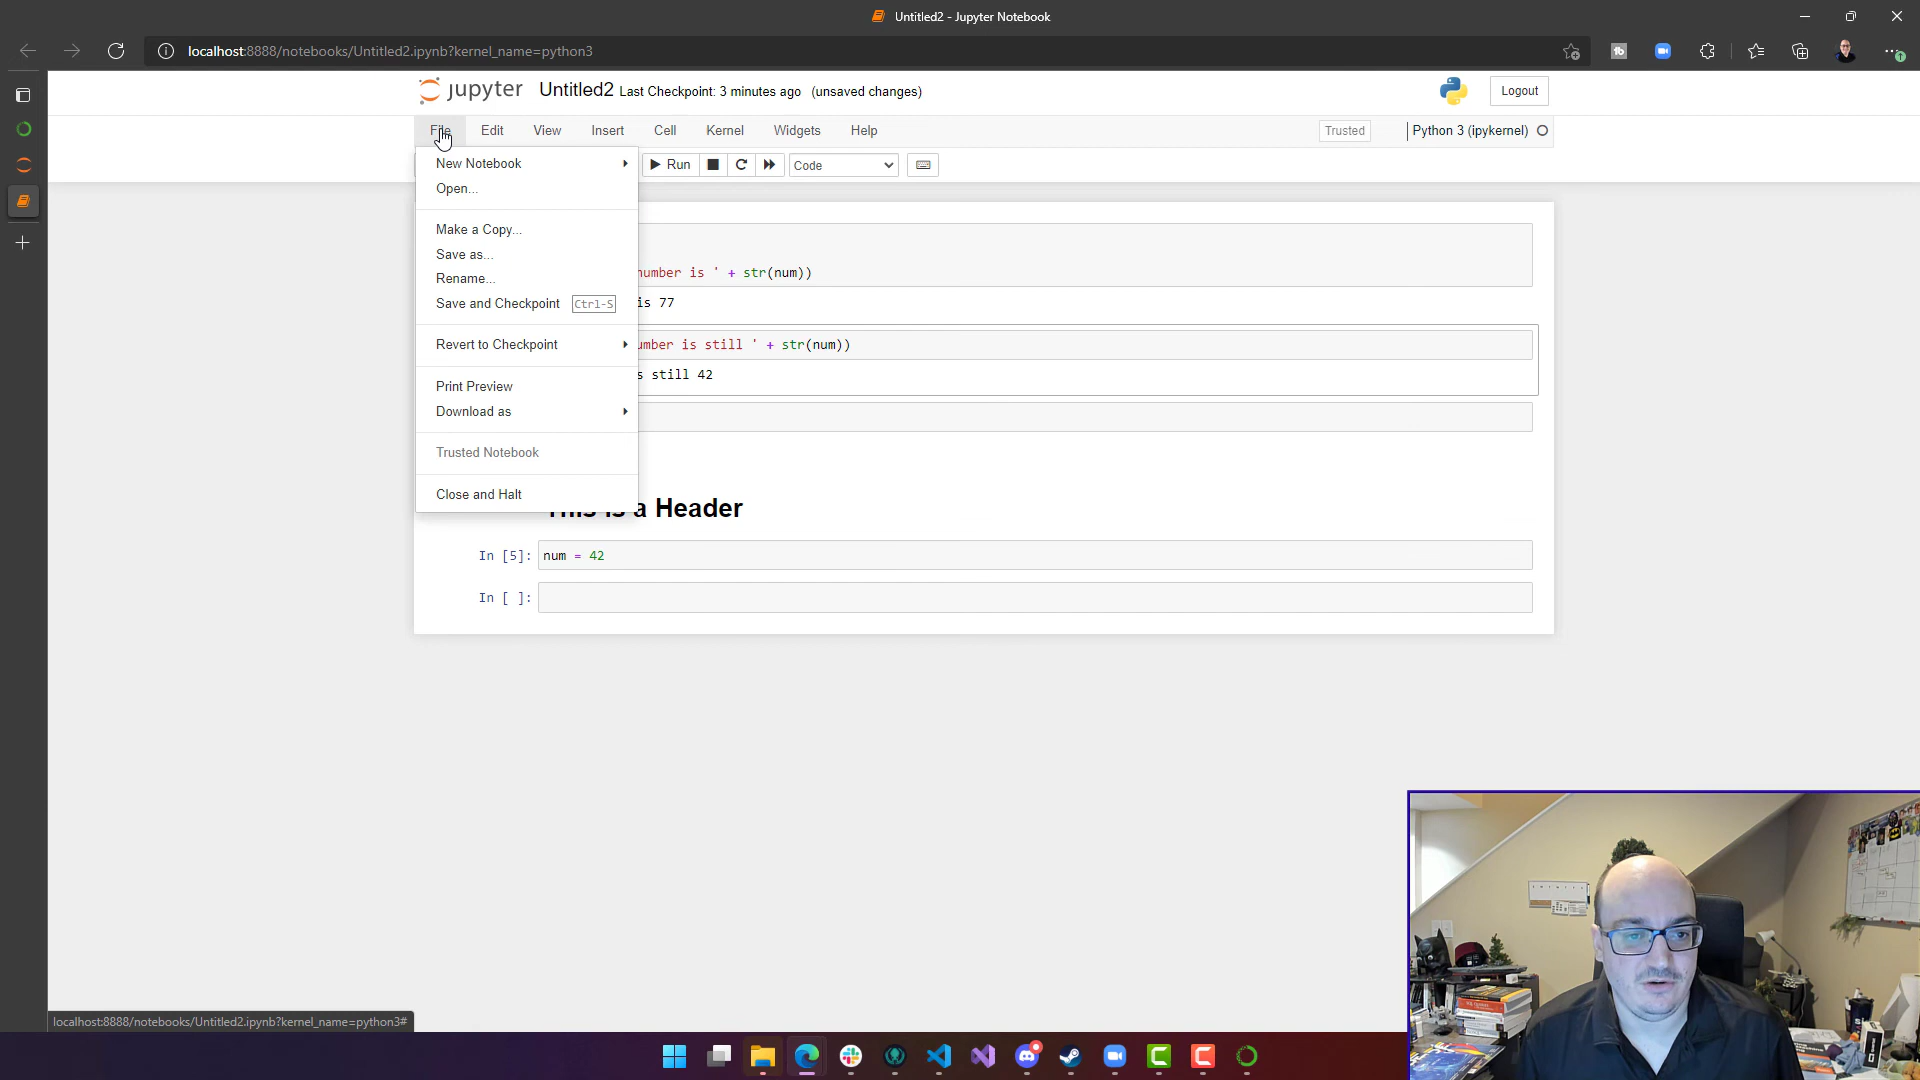 Untitled2 - Jupyter Notebook
localhost:8888/notebooks/Untitled2.ipynb?kernel_name=python3
jupyter Untitled2 Last Checkpoint: 3 minutes ago (unsaved changes) Logout
File Edit View Insert Cell Kernel Widgets Help Trusted Python 3 (ipykernel)
Run Code
New Notebook
Open...
Make a Copy...
Save as...
Rename...
Save and Checkpoint Ctrl-S
Revert to Checkpoint
Print Preview
Download as
Trusted Notebook
Close and Halt
number is ' + str(num))
is 77
umber is still ' + str(num))
s still 42
This is a Header
In [5]: num = 42
In [ ]:
localhost:8888/notebooks/Untitled2.ipynb?kernel_name=python3#